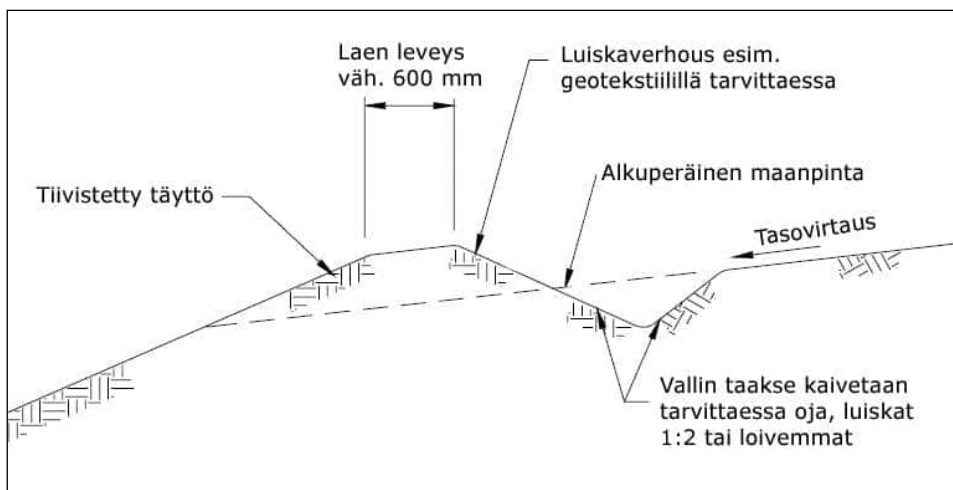 Laen leveys
väh. 600 mm
Luiskaverhous esim.
geotekstiilillä tarvittaessa
Alkuperäinen maanpinta
Tiivistetty täyttö
Tasovirtaus
Vallin taakse kaivetaan
tarvittaessa oja, luiskat
1:2 tai loivemmat